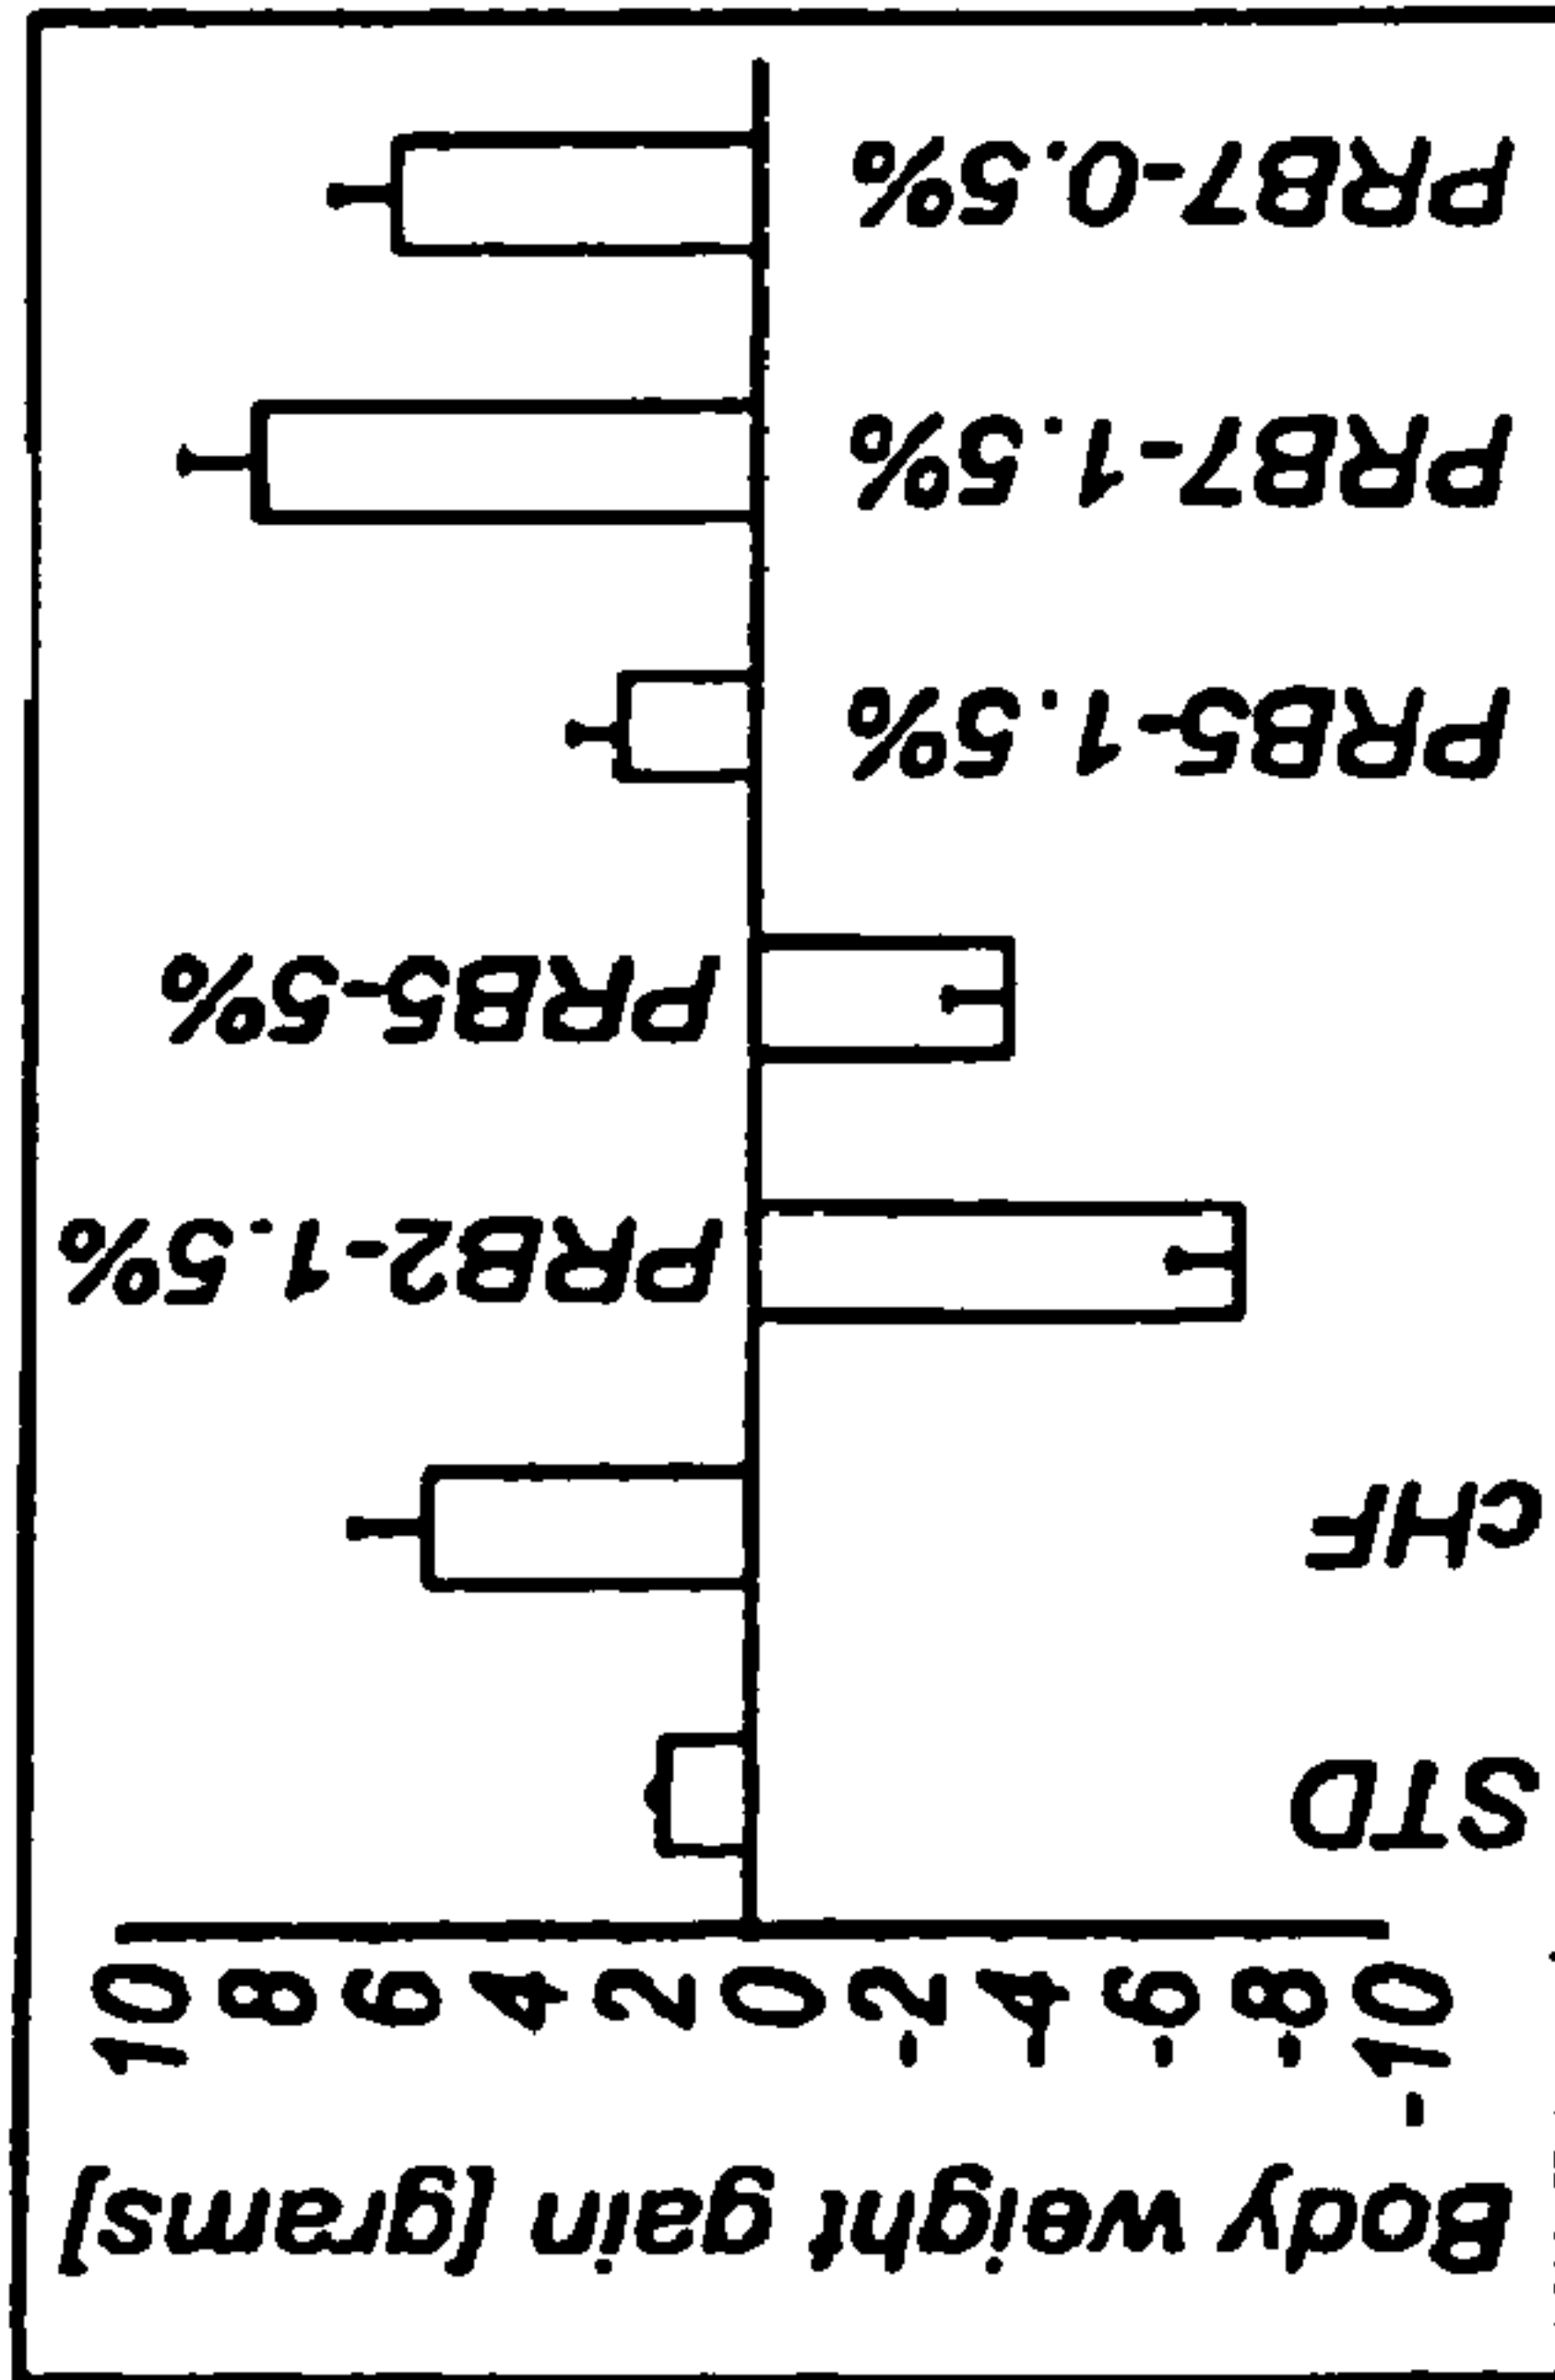 Body weight gain [grams]
-10 -8 -6 -4 -2 0 2 4 6 8 10
STD
cHF
PRB2-1.5%
PRB5-5%
PRB5-1.5%
PRB7-1.5%
PRB7-0.5%